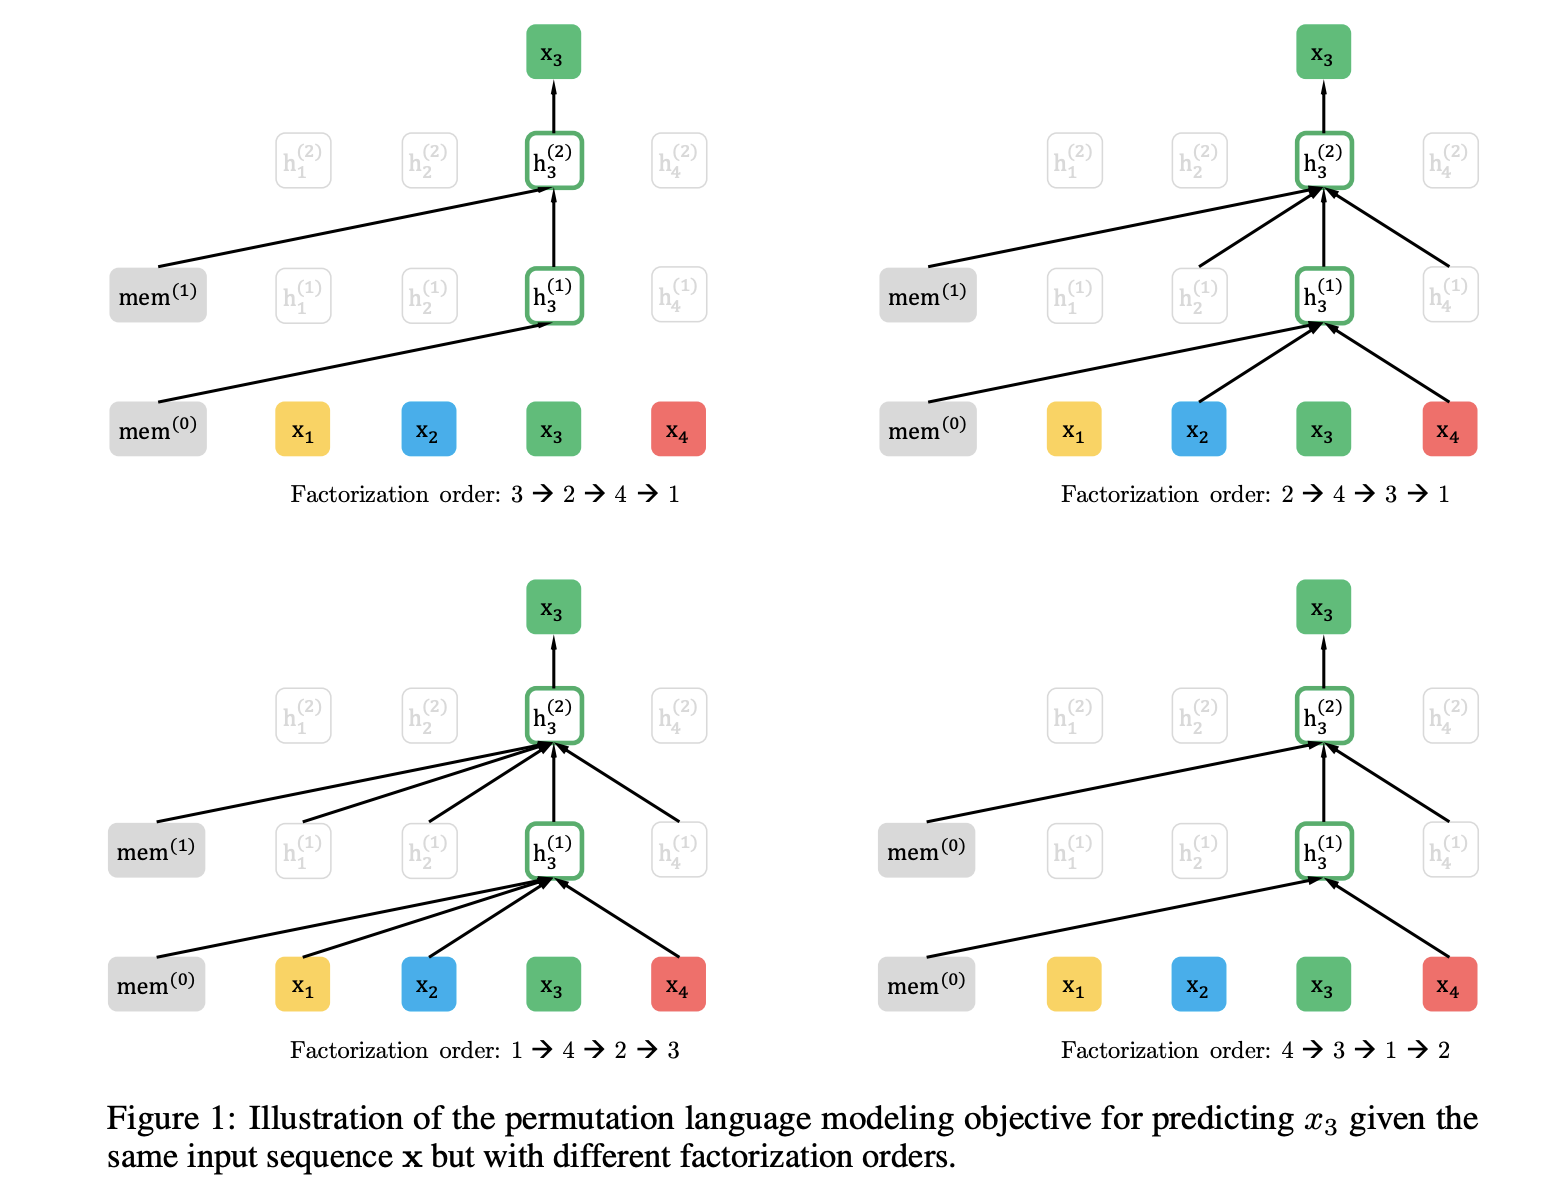 x₃ x₃
h₁⁽²⁾ h₂⁽²⁾ h₃⁽²⁾ h₄⁽²⁾ h₁⁽²⁾ h₂⁽²⁾ h₃⁽²⁾ h₄⁽²⁾
mem⁽¹⁾ h₁⁽¹⁾ h₂⁽¹⁾ h₃⁽¹⁾ h₄⁽¹⁾ mem⁽¹⁾ h₁⁽¹⁾ h₂⁽¹⁾ h₃⁽¹⁾ h₄⁽¹⁾
mem⁽⁰⁾ x₁ x₂ x₃ x₄ mem⁽⁰⁾ x₁ x₂ x₃ x₄
Factorization order: 3 → 2 → 4 → 1 Factorization order: 2 → 4 → 3 → 1
x₃ x₃
h₁⁽²⁾ h₂⁽²⁾ h₃⁽²⁾ h₄⁽²⁾ h₁⁽²⁾ h₂⁽²⁾ h₃⁽²⁾ h₄⁽²⁾
mem⁽¹⁾ h₁⁽¹⁾ h₂⁽¹⁾ h₃⁽¹⁾ h₄⁽¹⁾ mem⁽⁰⁾ h₁⁽¹⁾ h₂⁽¹⁾ h₃⁽¹⁾ h₄⁽¹⁾
mem⁽⁰⁾ x₁ x₂ x₃ x₄ mem⁽⁰⁾ x₁ x₂ x₃ x₄
Factorization order: 1 → 4 → 2 → 3 Factorization order: 4 → 3 → 1 → 2
Figure 1: Illustration of the permutation language modeling objective for predicting x₃ given the
same input sequence x but with different factorization orders.